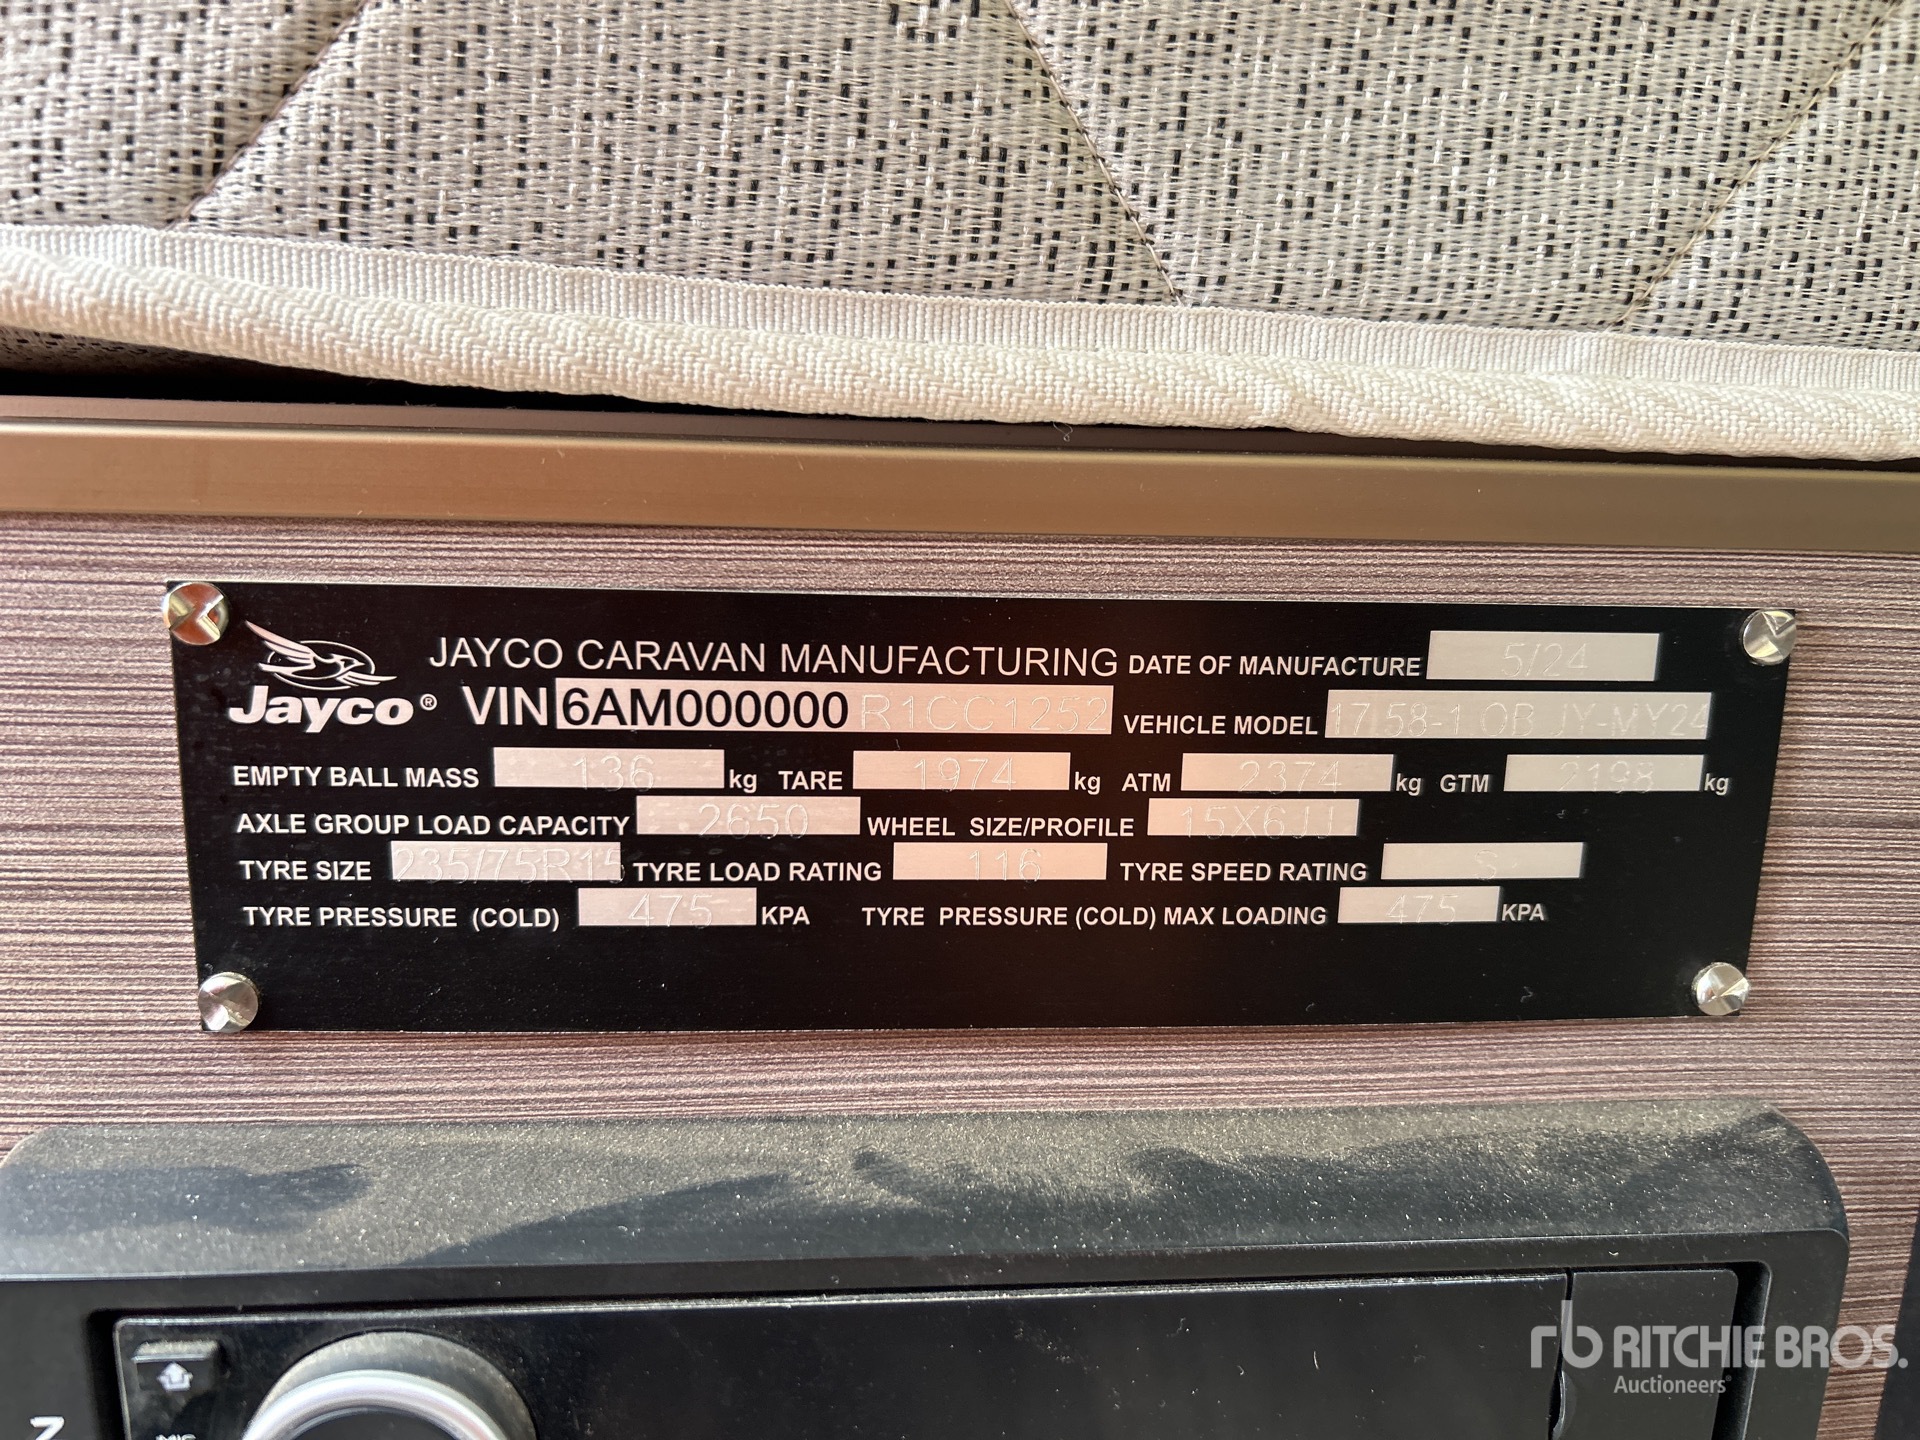 JAYCO CARAVAN MANUFACTURING DATE OF MANUFACTURE 5/24
Jayco® VIN 6AM000000R1CC1252 VEHICLE MODEL 17.58-1.OB JY-MY24
EMPTY BALL MASS 136 kg TARE 1974 kg ATM 2374 kg GTM 2198 kg
AXLE GROUP LOAD CAPACITY 2650 WHEEL SIZE/PROFILE 15X6JJ
TYRE SIZE 235/75R15 TYRE LOAD RATING 116 TYRE SPEED RATING S
TYRE PRESSURE (COLD) 475 KPA TYRE PRESSURE (COLD) MAX LOADING 475 KPA
rb RITCHIE BROS.
Auctioneers